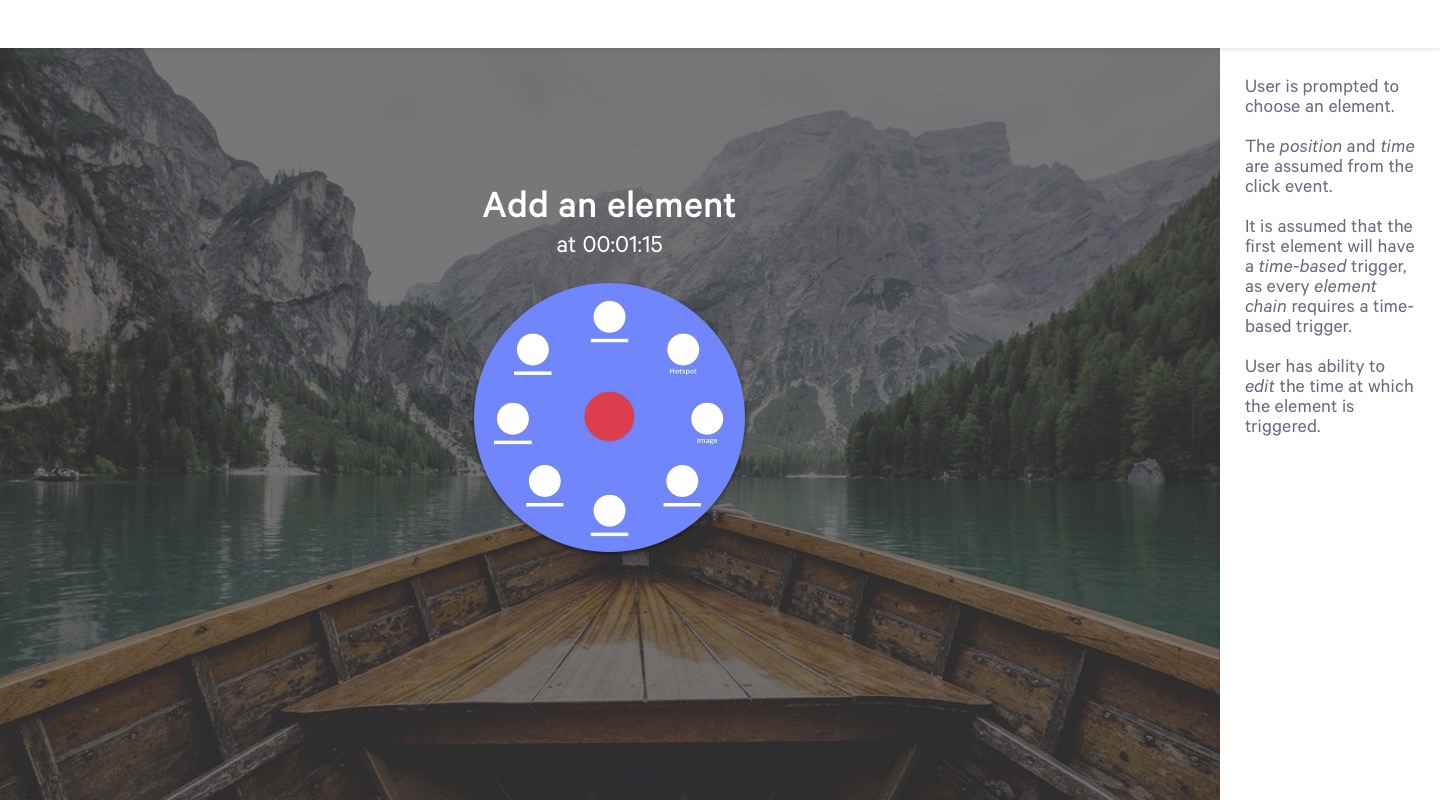 Add an element
at 00:01:15
Hotspot
Image
User is prompted to
choose an element.
The position and time
are assumed from the
click event.
It is assumed that the
first element will have
a time-based trigger,
as every element
chain requires a time-
based trigger.
User has ability to
edit the time at which
the element is
triggered.